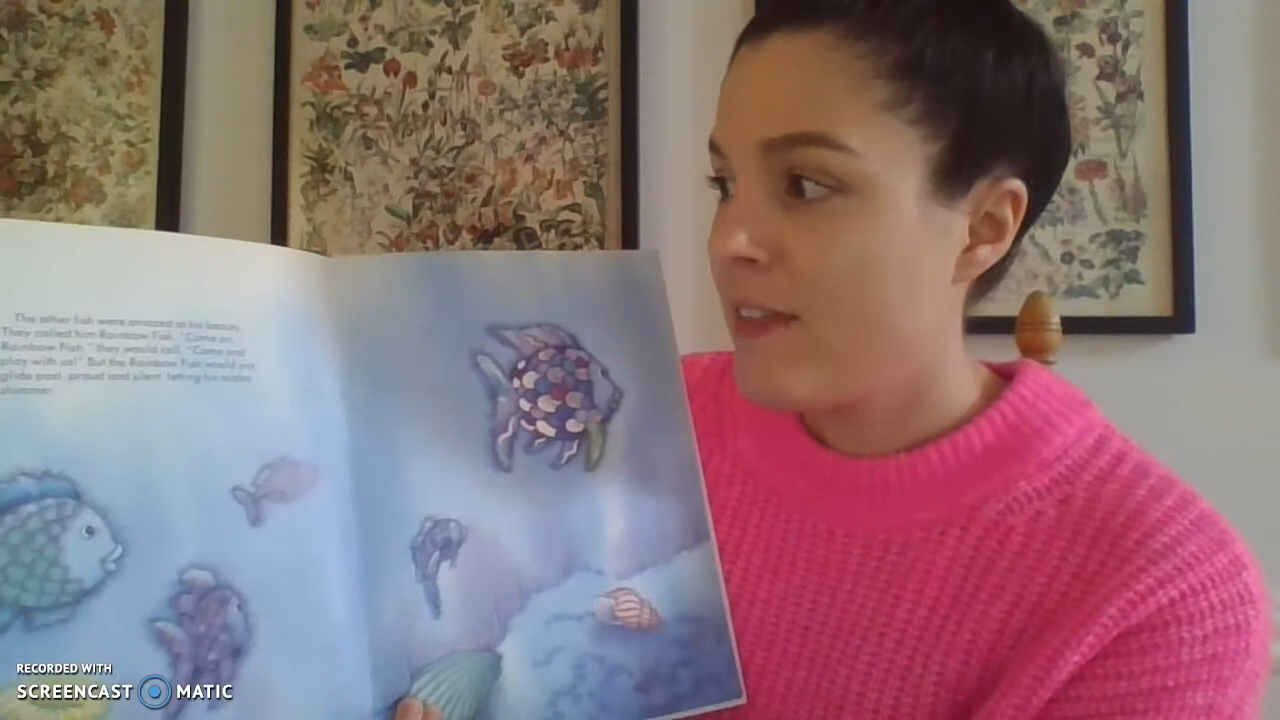 The other fish were amazed at his beauty.
They called him Rainbow Fish. "Come on,
Rainbow Fish," they would call. "Come and
play with us!" But the Rainbow Fish would just
glide past, proud and silent, letting his scales
shimmer.
RECORDED WITH
SCREENCAST MATIC